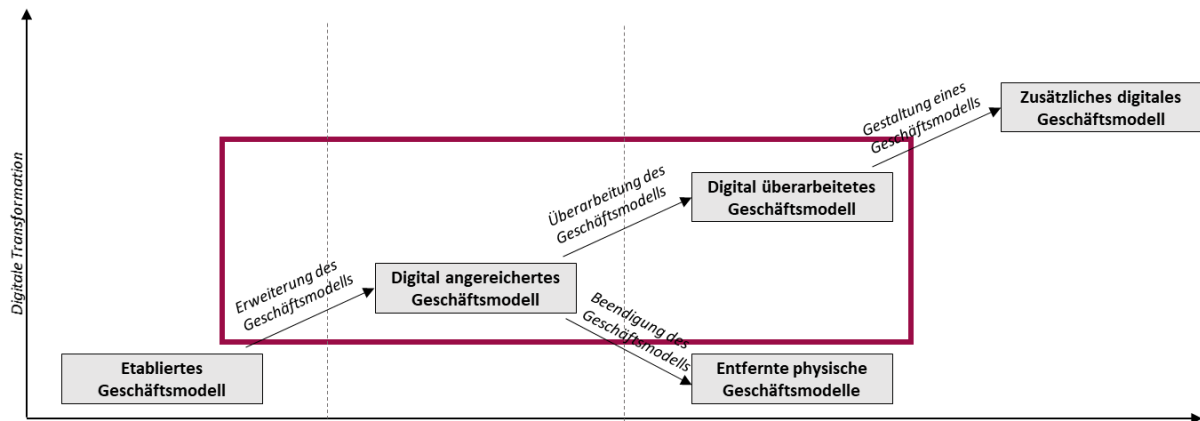 Digitale Transformation
Etabliertes
Geschäftsmodell
Erweiterung des
Geschäftsmodells
Digital angereichertes
Geschäftsmodell
Überarbeitung des
Geschäftsmodells
Digital überarbeitetes
Geschäftsmodell
Beendigung des
Geschäftsmodells
Entfernte physische
Geschäftsmodelle
Gestaltung eines
Geschäftsmodells
Zusätzliches digitales
Geschäftsmodell